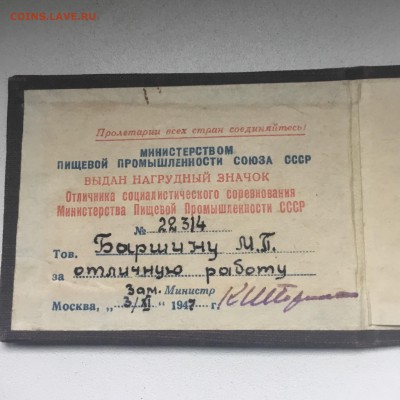 COINS.LAVE.RU
Пролетарии всех стран соединяйтесь!
МИНИСТЕРСТВОМ
ПИЩЕВОЙ ПРОМЫШЛЕННОСТИ СОЮЗА ССР
ВЫДАН НАГРУДНЫЙ ЗНАЧОК
Отличника социалистического соревнования
Министерства Пищевой Промышленности СССР
№ 22314
Тов. Баршину М.П.
за отличную работу
Зам. Министр
Москва, „3/XI" 1947 г.